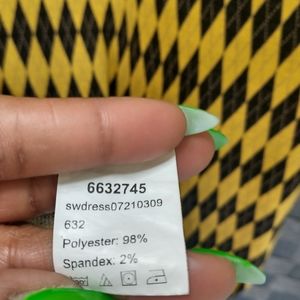 6632745
swdress07210309
632
Polyester: 98%
Spandex: 2%